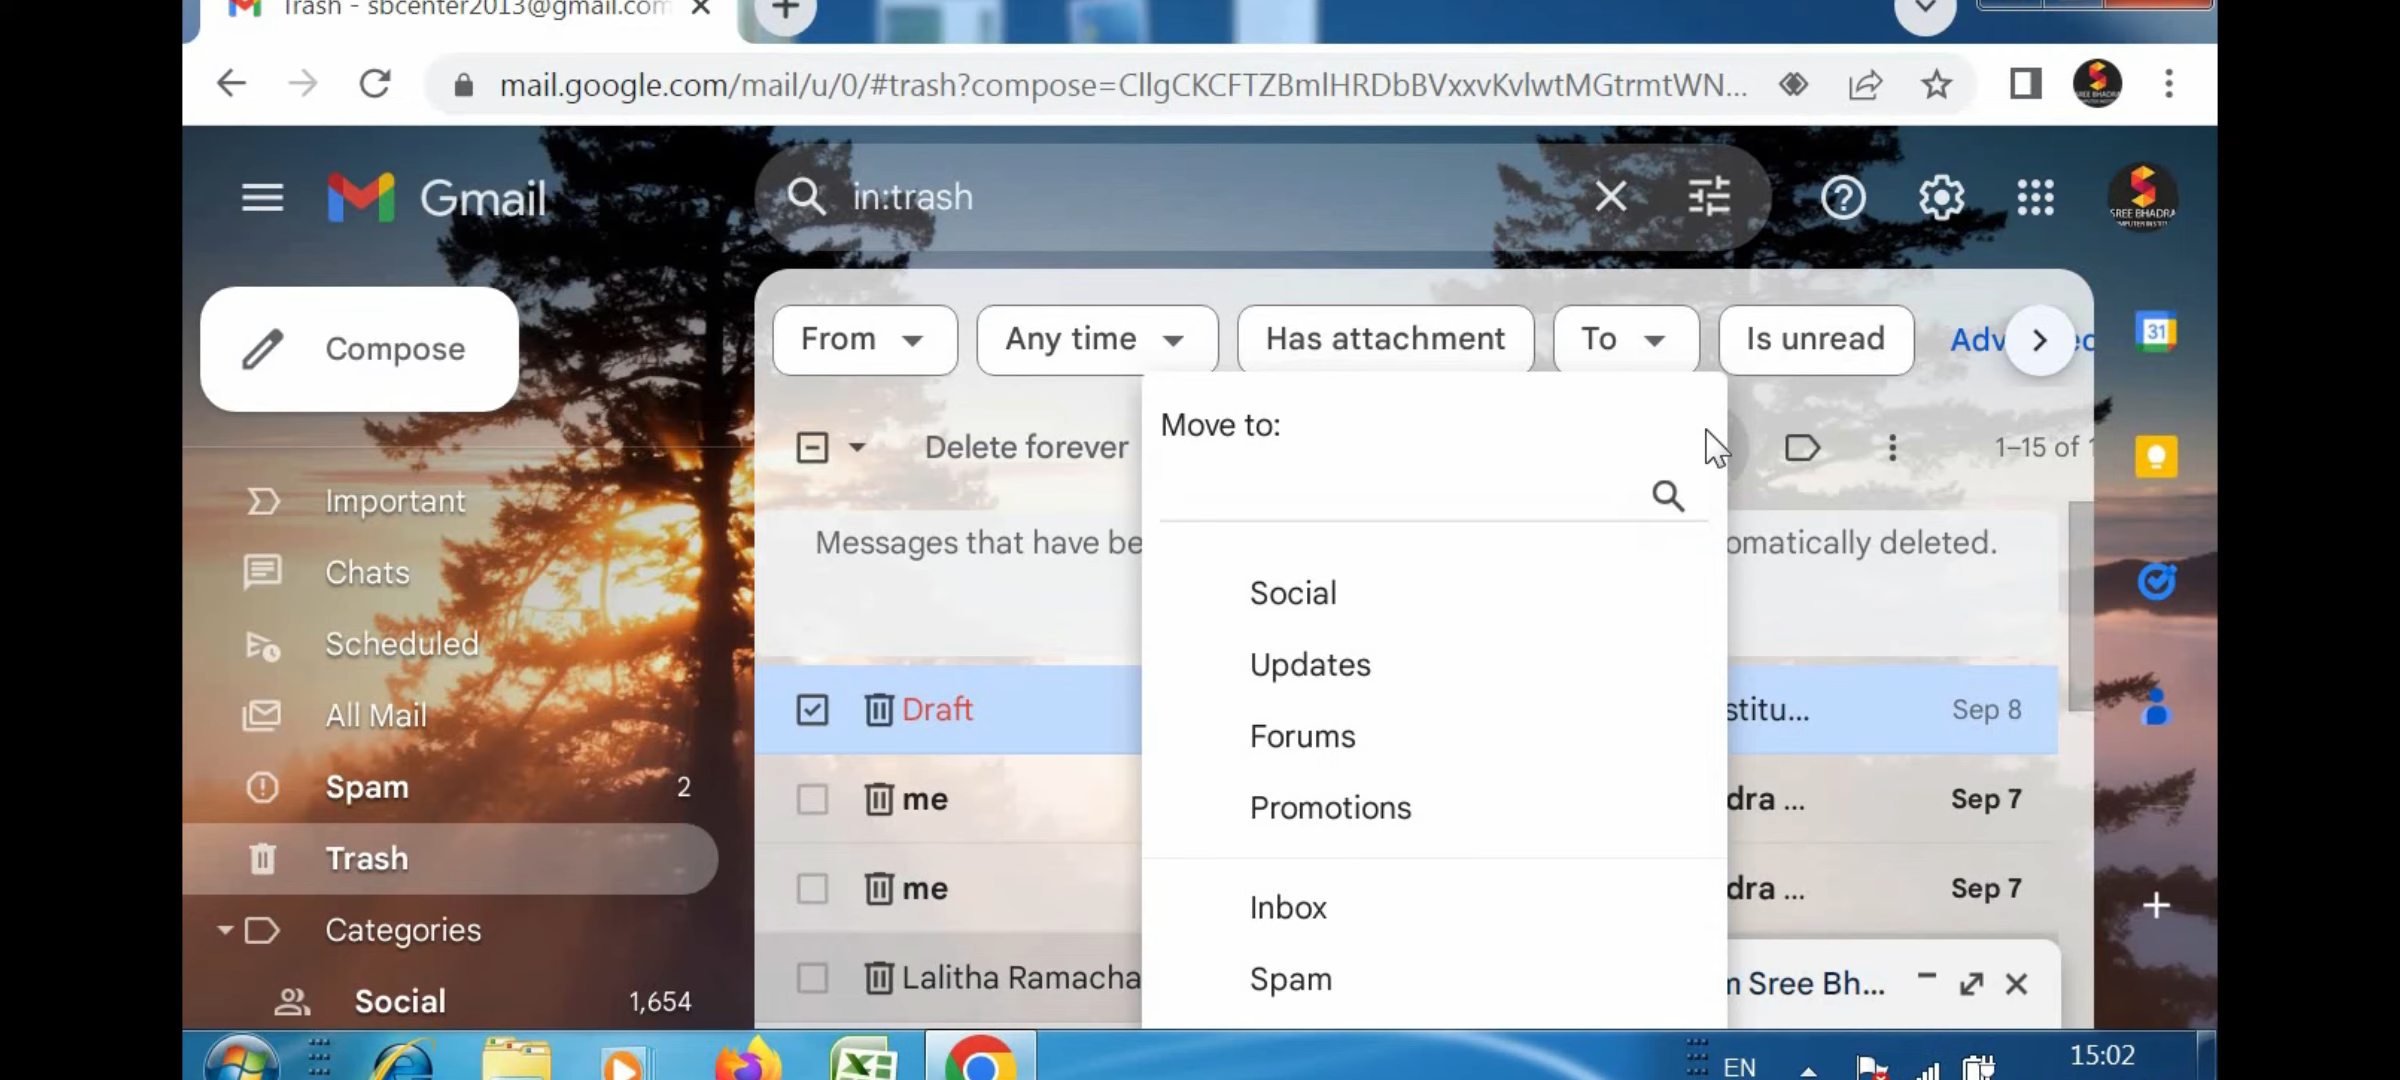 Trash - sbcenter2013@gmail.com
mail.google.com/mail/u/0/#trash?compose=CllgCKCFTZBmlHRDbBVxxvKvlwtMGtrmtWN...
Gmail
in:trash
SREE BHADRA
Compose
From
Any time
Has attachment
To
Is unread
Move to:
Delete forever
1-15 of
Important
Messages that have be
omatically deleted.
Chats
Social
Scheduled
Updates
All Mail
Draft
stitu...
Sep 8
Forums
Spam
2
me
dra ...
Sep 7
Promotions
Trash
me
dra ...
Sep 7
Categories
Inbox
Social
1,654
Lalitha Ramacha
Spam
m Sree Bh...
31
EN
15:02